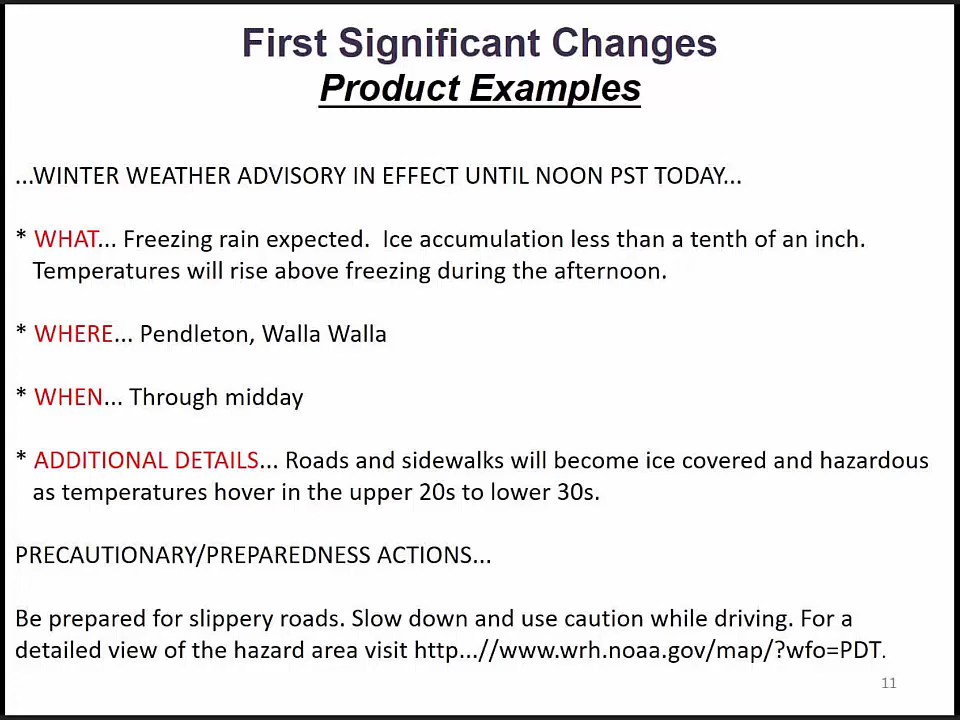 First Significant Changes
Product Examples
...WINTER WEATHER ADVISORY IN EFFECT UNTIL NOON PST TODAY...
* WHAT... Freezing rain expected.  Ice accumulation less than a tenth of an inch.
Temperatures will rise above freezing during the afternoon.
* WHERE... Pendleton, Walla Walla
* WHEN... Through midday
* ADDITIONAL DETAILS... Roads and sidewalks will become ice covered and hazardous
as temperatures hover in the upper 20s to lower 30s.
PRECAUTIONARY/PREPAREDNESS ACTIONS...
Be prepared for slippery roads. Slow down and use caution while driving. For a
detailed view of the hazard area visit http...//www.wrh.noaa.gov/map/?wfo=PDT.
11